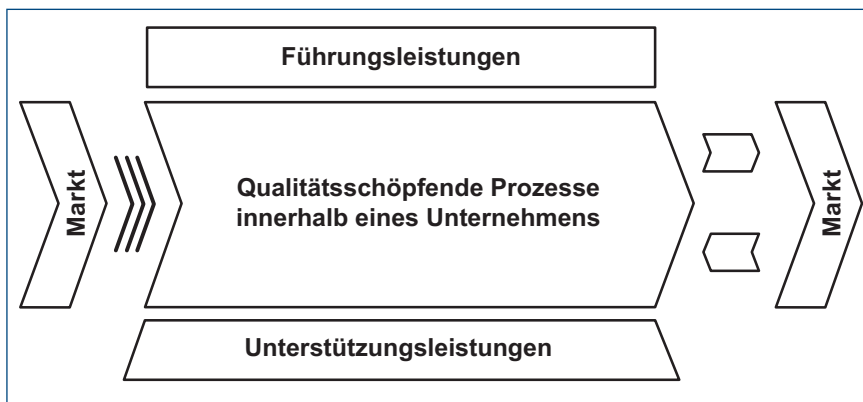 Führungsleistungen
Markt
Qualitätsschöpfende Prozesse
innerhalb eines Unternehmens
Markt
Unterstützungsleistungen